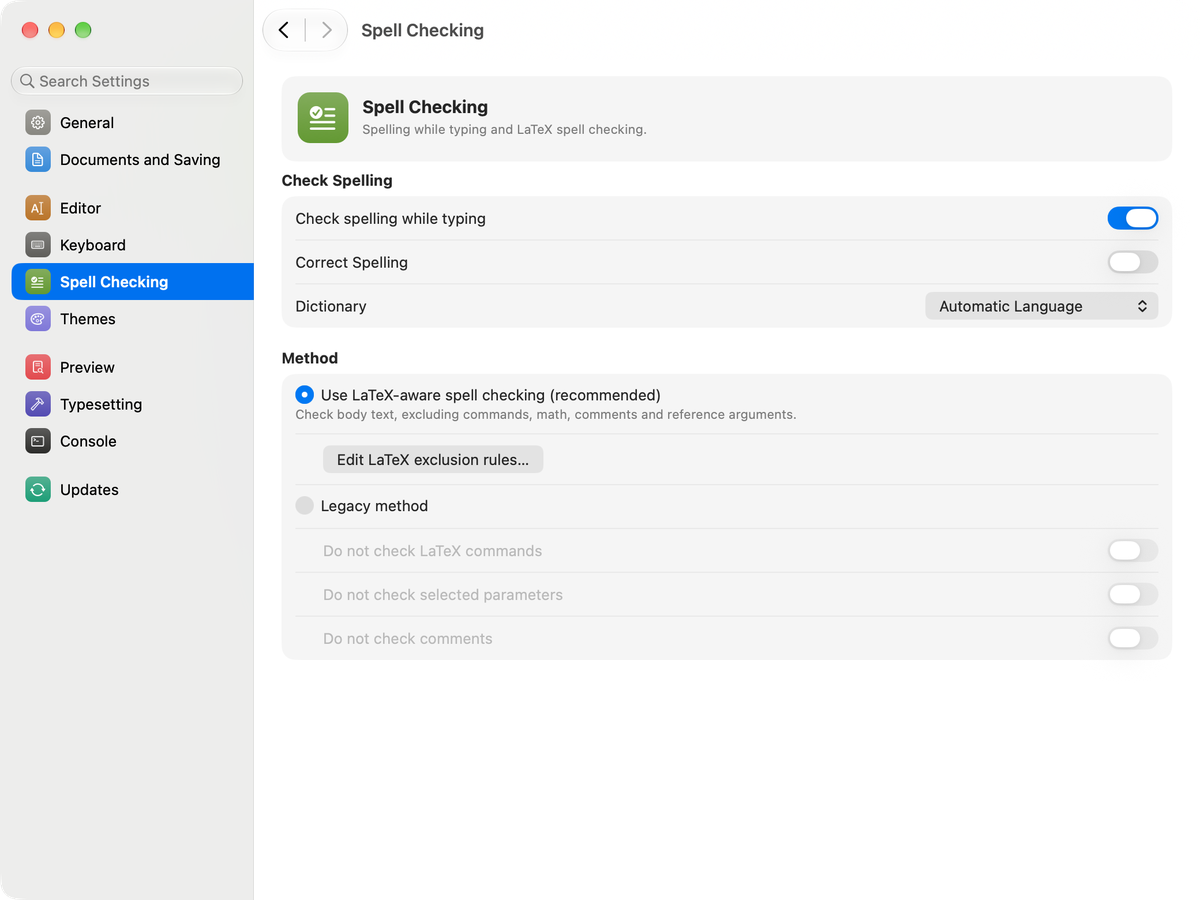 Spell Checking
Search Settings
General
Documents and Saving
Editor
Keyboard
Spell Checking
Themes
Preview
Typesetting
Console
Updates
Spell Checking
Spelling while typing and LaTeX spell checking.
Check Spelling
Check spelling while typing
Correct Spelling
Dictionary Automatic Language
Method
Use LaTeX-aware spell checking (recommended)
Check body text, excluding commands, math, comments and reference arguments.
Edit LaTeX exclusion rules...
Legacy method
Do not check LaTeX commands
Do not check selected parameters
Do not check comments